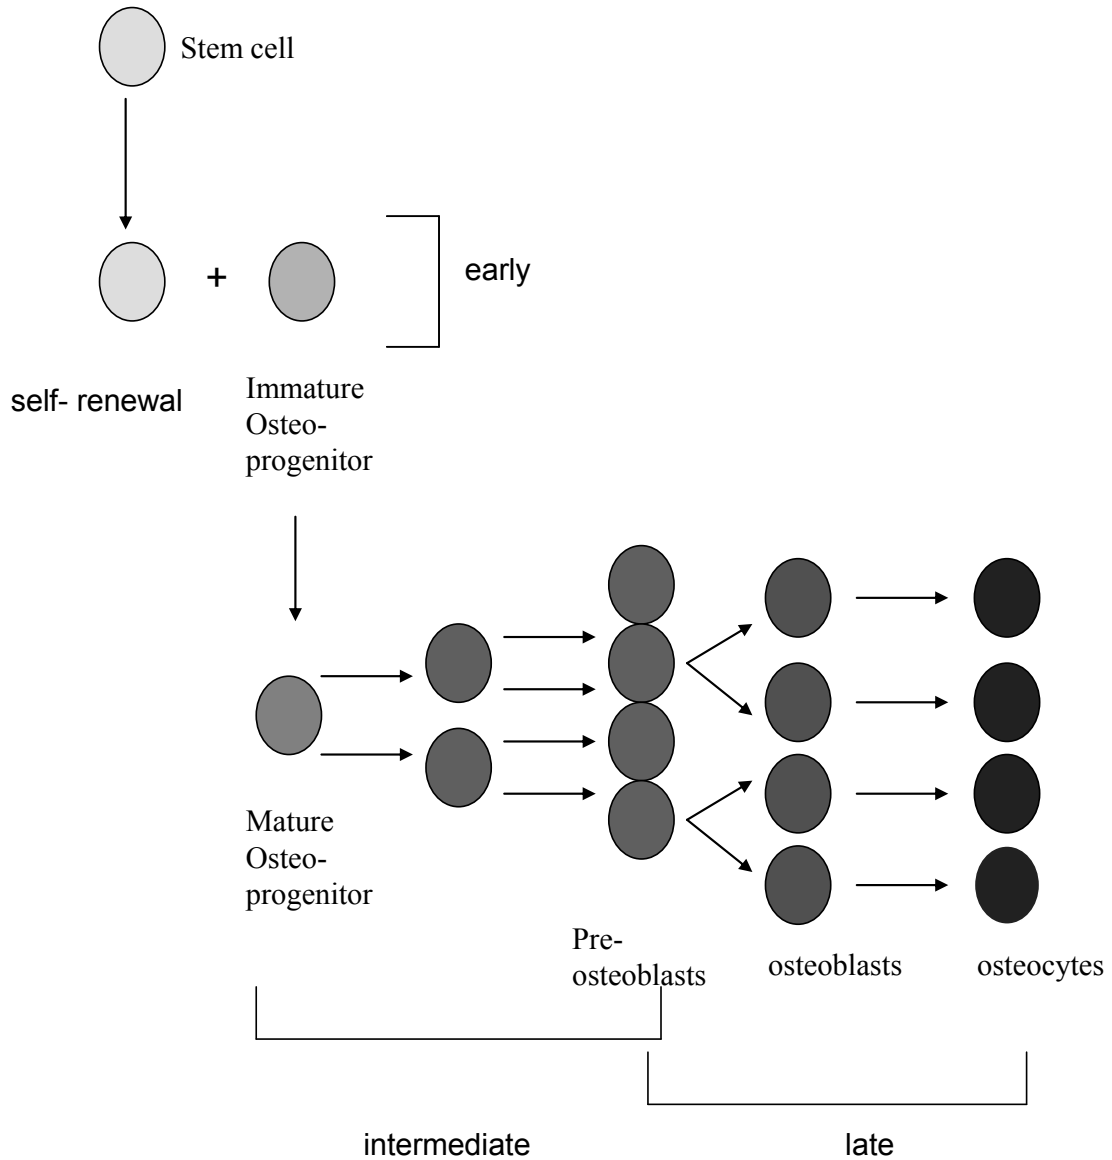 Stem cell
+
early
self- renewal
Immature
Osteo-
progenitor
Mature
Osteo-
progenitor
Pre-
osteoblasts
osteoblasts
osteocytes
intermediate
late